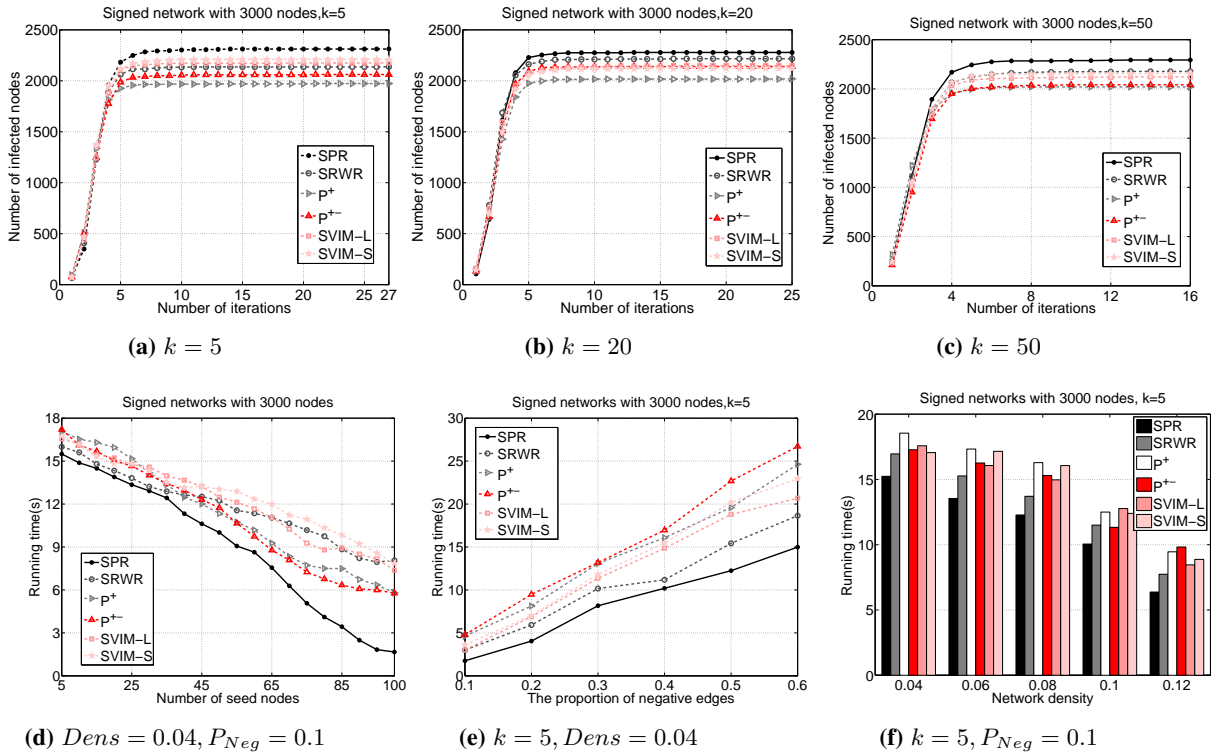 Signed network with 3000 nodes,k=5
Number of infected nodes
2500
2000
1500
1000
500
0
0 5 10 15 20 25 27
Number of iterations
SPR
SRWR
P+
P+−
SVIM−L
SVIM−S
(a) k = 5
Signed network with 3000 nodes,k=20
Number of infected nodes
2500
2000
1500
1000
500
0
0 5 10 15 20 25
Number of iterations
SPR
SRWR
P+
P+−
SVIM−L
SVIM−S
(b) k = 20
Signed network with 3000 nodes,k=50
Number of infected nodes
2500
2000
1500
1000
500
0
0 4 8 12 16
Number of iterations
SPR
SRWR
P+
P+−
SVIM−L
SVIM−S
(c) k = 50
Signed networks with 3000 nodes
Running time(s)
18
15
12
9
6
3
0
5 25 45 65 85 100
Number of seed nodes
SPR
SRWR
P+
P+−
SVIM−L
SVIM−S
(d) Dens = 0.04, PNeg = 0.1
Signed networks with 3000 nodes,k=5
Running time(s)
30
25
20
15
10
5
0
0.1 0.2 0.3 0.4 0.5 0.6
The proportion of negative edges
SPR
SRWR
P+
P+−
SVIM−L
SVIM−S
(e) k = 5, Dens = 0.04
Signed networks with 3000 nodes, k=5
Running time(s)
20
15
10
5
0
0.04 0.06 0.08 0.1 0.12
Network density
SPR
SRWR
P+
P+−
SVIM−L
SVIM−S
(f) k = 5, PNeg = 0.1